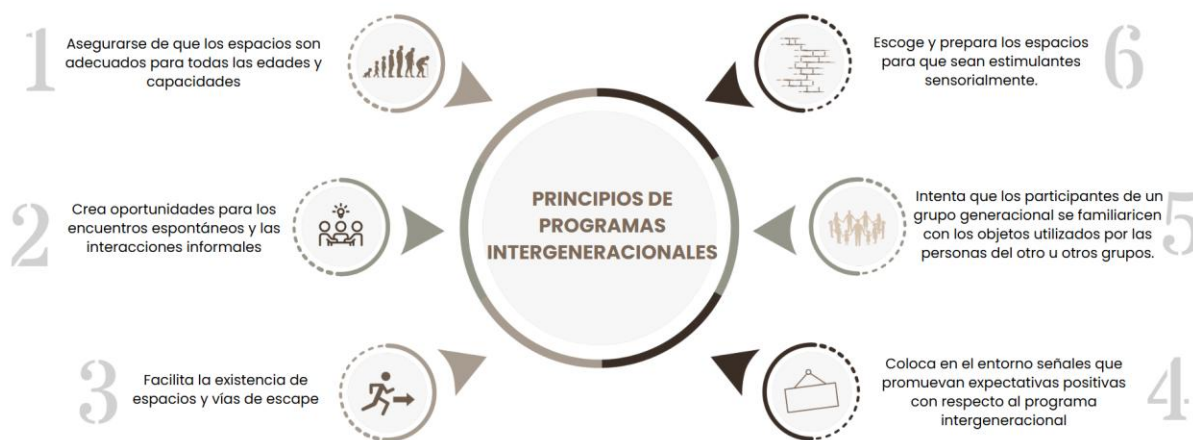 1
Asegurarse de que los espacios son
adecuados para todas las edades y
capacidades
2
Crea oportunidades para los
encuentros espontáneos y las
interacciones informales
3
Facilita la existencia de
espacios y vías de escape
PRINCIPIOS DE
PROGRAMAS
INTERGENERACIONALES
6
Escoge y prepara los espacios
para que sean estimulantes
sensorialmente.
5
Intenta que los participantes de un
grupo generacional se familiaricen
con los objetos utilizados por las
personas del otro u otros grupos.
4
Coloca en el entorno señales que
promuevan expectativas positivas
con respecto al programa
intergeneracional